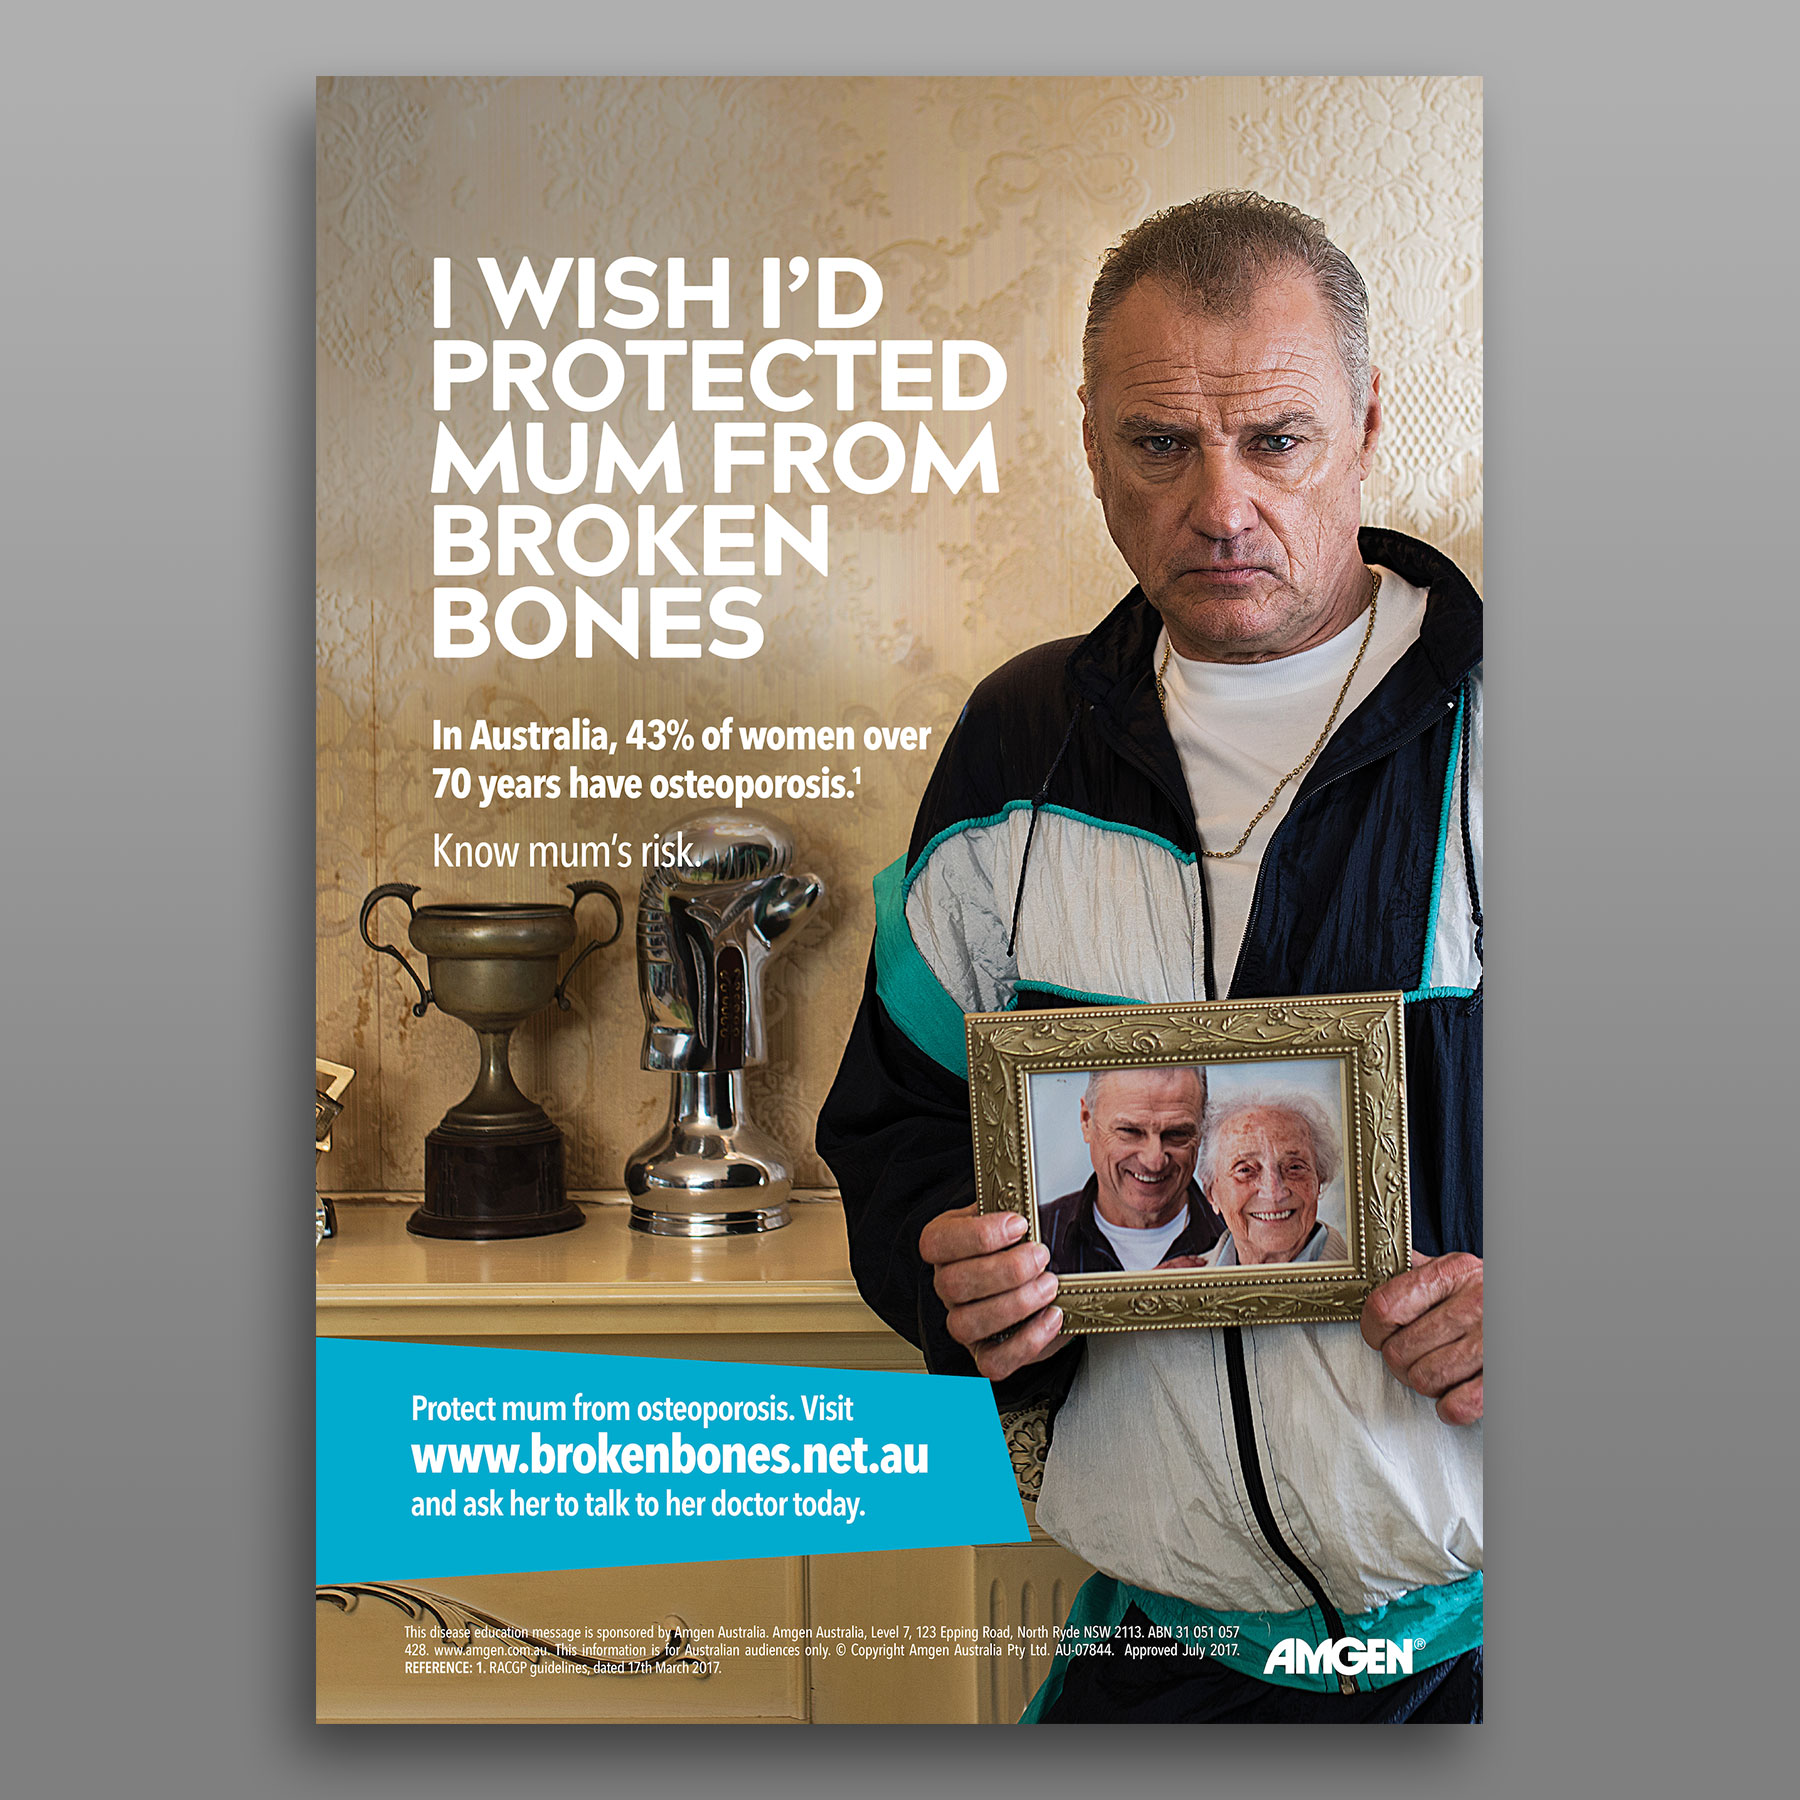 I WISH I'D
PROTECTED
MUM FROM
BROKEN
BONES
In Australia, 43% of women over
70 years have osteoporosis.¹
Know mum's risk.
Protect mum from osteoporosis. Visit
www.brokenbones.net.au
and ask her to talk to her doctor today.
This disease education message is sponsored by Amgen Australia. Amgen Australia, Level 7, 123 Epping Road, North Ryde NSW 2113. ABN 31 051 057
428. www.amgen.com.au. This information is for Australian audiences only. © Copyright Amgen Australia Pty Ltd. AU-07844. Approved July 2017.
REFERENCE: 1. RACGP guidelines, dated 17th March 2017.
AMGEN®